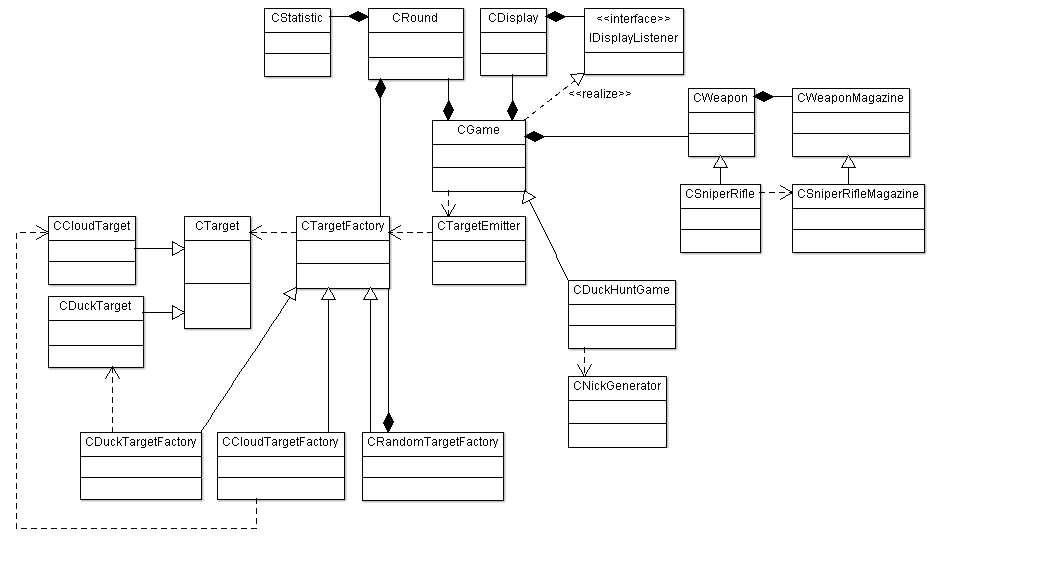 CStatistic
CRound
CDisplay
<<interface>>
IDisplayListener
<<realize>>
CWeapon
CWeaponMagazine
CGame
CSniperRifle
CSniperRifleMagazine
CCloudTarget
CTarget
CTargetFactory
CTargetEmitter
CDuckHuntGame
CDuckTarget
CNickGenerator
CDuckTargetFactory
CCloudTargetFactory
CRandomTargetFactory